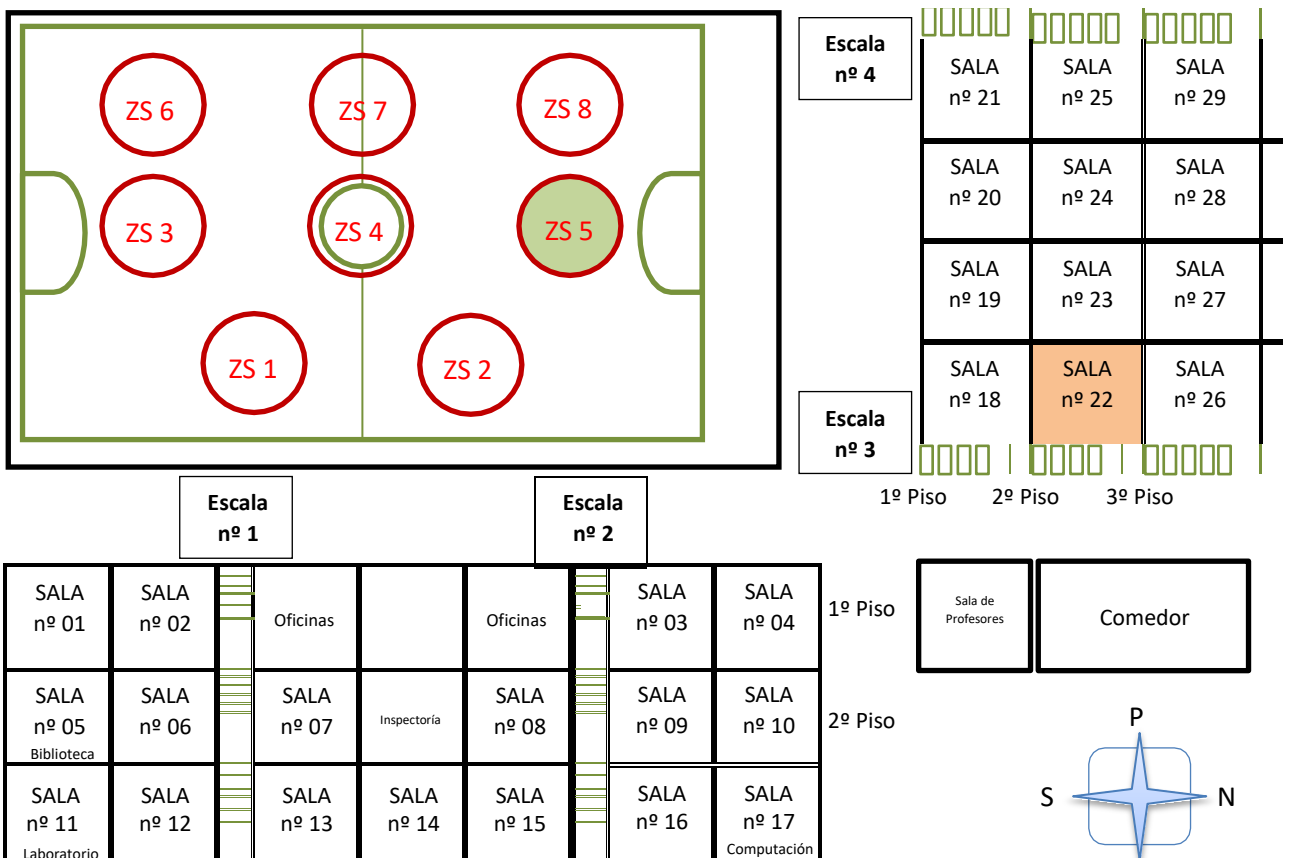 ZS 6
ZS 7
ZS 8
ZS 3
ZS 4
ZS 5
ZS 1
ZS 2
Escala
nº 4
SALA
nº 21
SALA
nº 25
SALA
nº 29
SALA
nº 20
SALA
nº 24
SALA
nº 28
SALA
nº 19
SALA
nº 23
SALA
nº 27
SALA
nº 18
SALA
nº 22
SALA
nº 26
Escala
nº 3
1º Piso
2º Piso
3º Piso
Escala
nº 1
Escala
nº 2
SALA
nº 01
SALA
nº 02
Oficinas
Oficinas
SALA
nº 03
SALA
nº 04
1º Piso
SALA
nº 05
Biblioteca
SALA
nº 06
SALA
nº 07
Inspectoría
SALA
nº 08
SALA
nº 09
SALA
nº 10
2º Piso
SALA
nº 11
Laboratorio
SALA
nº 12
SALA
nº 13
SALA
nº 14
SALA
nº 15
SALA
nº 16
SALA
nº 17
Computación
Sala de
Profesores
Comedor
P
S
N